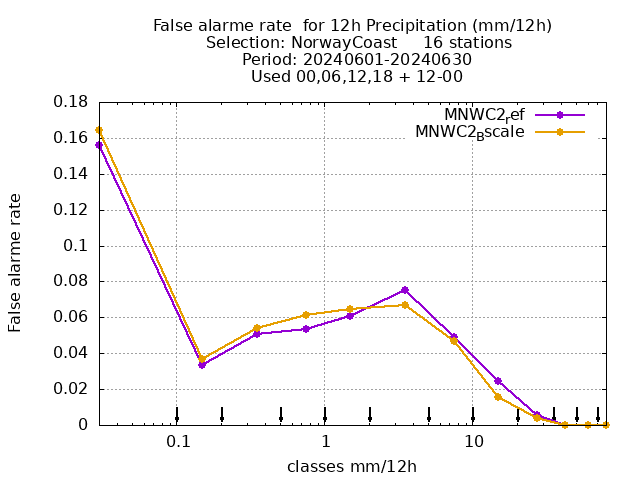 False alarme rate  for 12h Precipitation (mm/12h)
Selection: NorwayCoast     16 stations
Period: 20240601-20240630
Used 00,06,12,18 + 12-00
MNWC2_ref
MNWC2_Bscale
0.18
0.16
0.14
0.12
0.1
0.08
0.06
0.04
0.02
0
False alarme rate
0.1 1 10
classes mm/12h